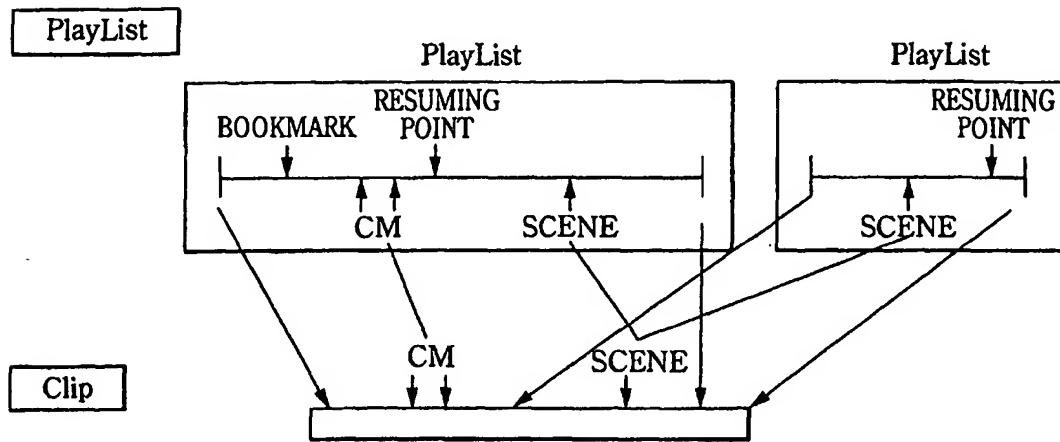 PlayList
PlayList
PlayList
BOOKMARK
RESUMING
POINT
RESUMING
POINT
CM
SCENE
SCENE
CM
SCENE
Clip